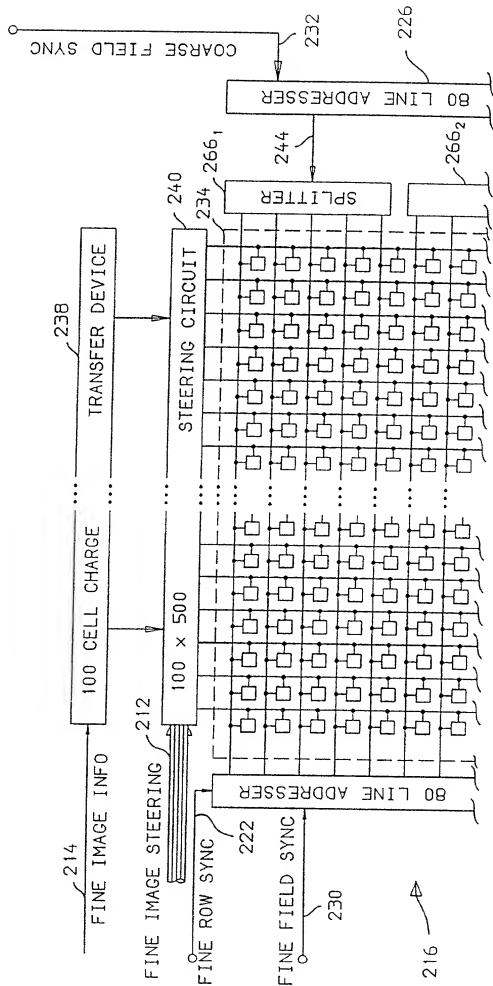 214
FINE IMAGE INFO
238
100 CELL CHARGE TRANSFER DEVICE
COARSE FIELD SYNC
232
FINE IMAGE STEERING
212
100 x 500 STEERING CIRCUIT
240
234
266₁
244
226
FINE ROW SYNC
222
80 LINE ADDRESSER
SPLITTER
80 LINE ADDRESSER
FINE FIELD SYNC
230
266₂
216